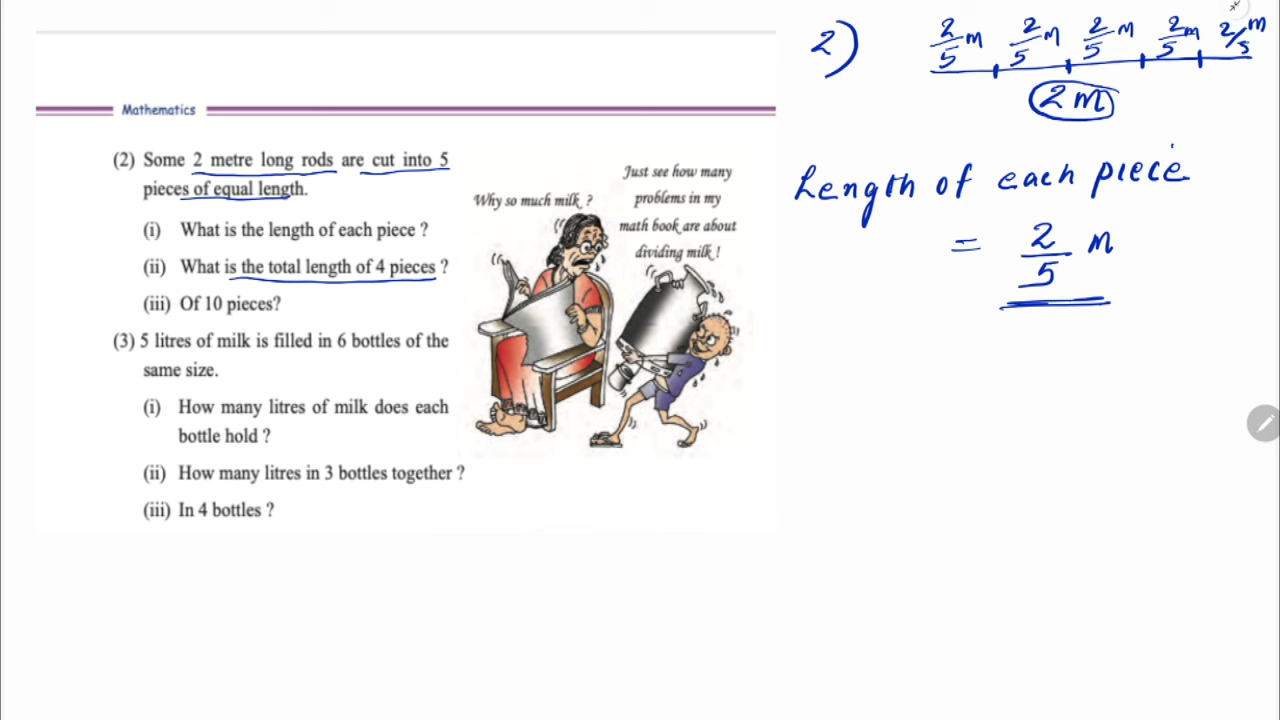 Mathematics
(2) Some 2 metre long rods are cut into 5
pieces of equal length.
(i) What is the length of each piece ?
(ii) What is the total length of 4 pieces ?
(iii) Of 10 pieces?
(3) 5 litres of milk is filled in 6 bottles of the
same size.
(i) How many litres of milk does each
bottle hold ?
(ii) How many litres in 3 bottles together ?
(iii) In 4 bottles ?
Why so much milk ?
Just see how many
problems in my
math book are about
dividing milk !
2) 2/5 m 2/5 m 2/5 m 2/5 m 2/5 m
2 m
Length of each piece
= 2/5 m